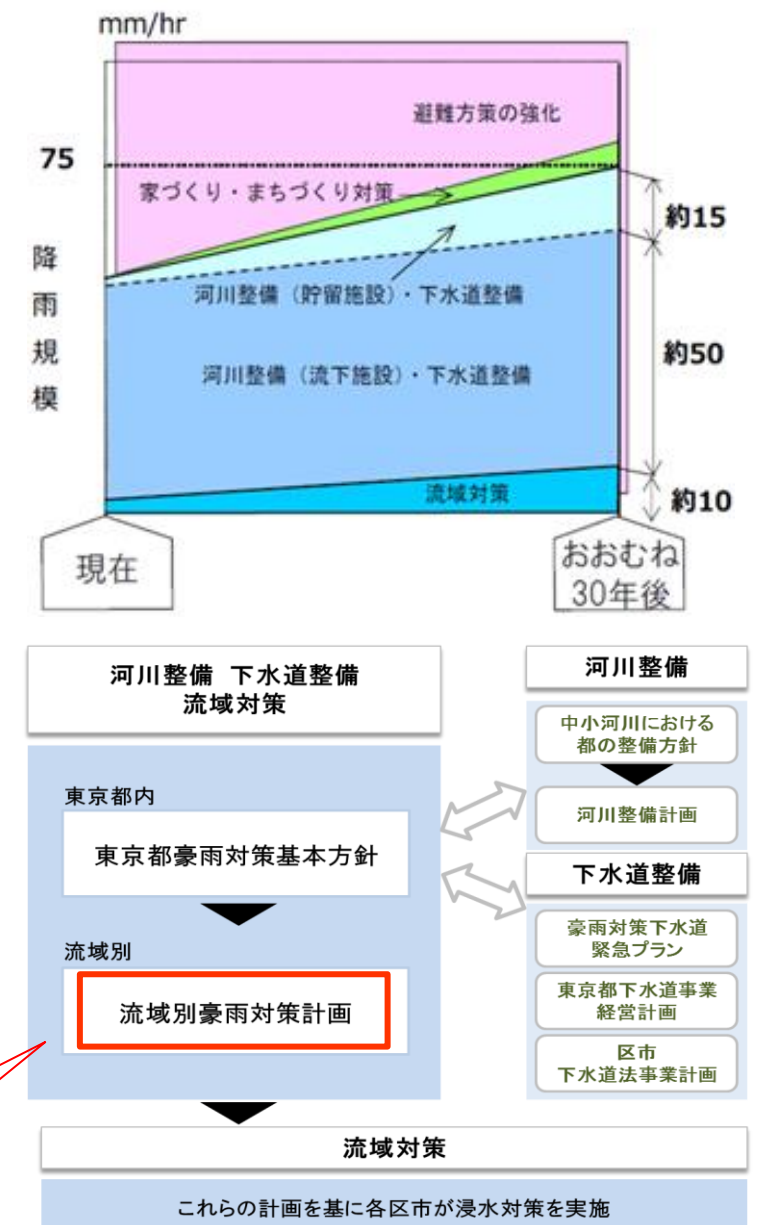 mm/hr
避難方策の強化
75
家づくり・まちづくり対策
約15
降雨規模
河川整備（貯留施設）・下水道整備
約50
河川整備（流下施設）・下水道整備
流域対策
約10
現在
おおむね
30年後
河川整備 下水道整備
流域対策
東京都内
東京都豪雨対策基本方針
流域別
流域別豪雨対策計画
河川整備
中小河川における
都の整備方針
河川整備計画
下水道整備
豪雨対策下水道
緊急プラン
東京都下水道事業
経営計画
区市
下水道法事業計画
流域対策
これらの計画を基に各区市が浸水対策を実施